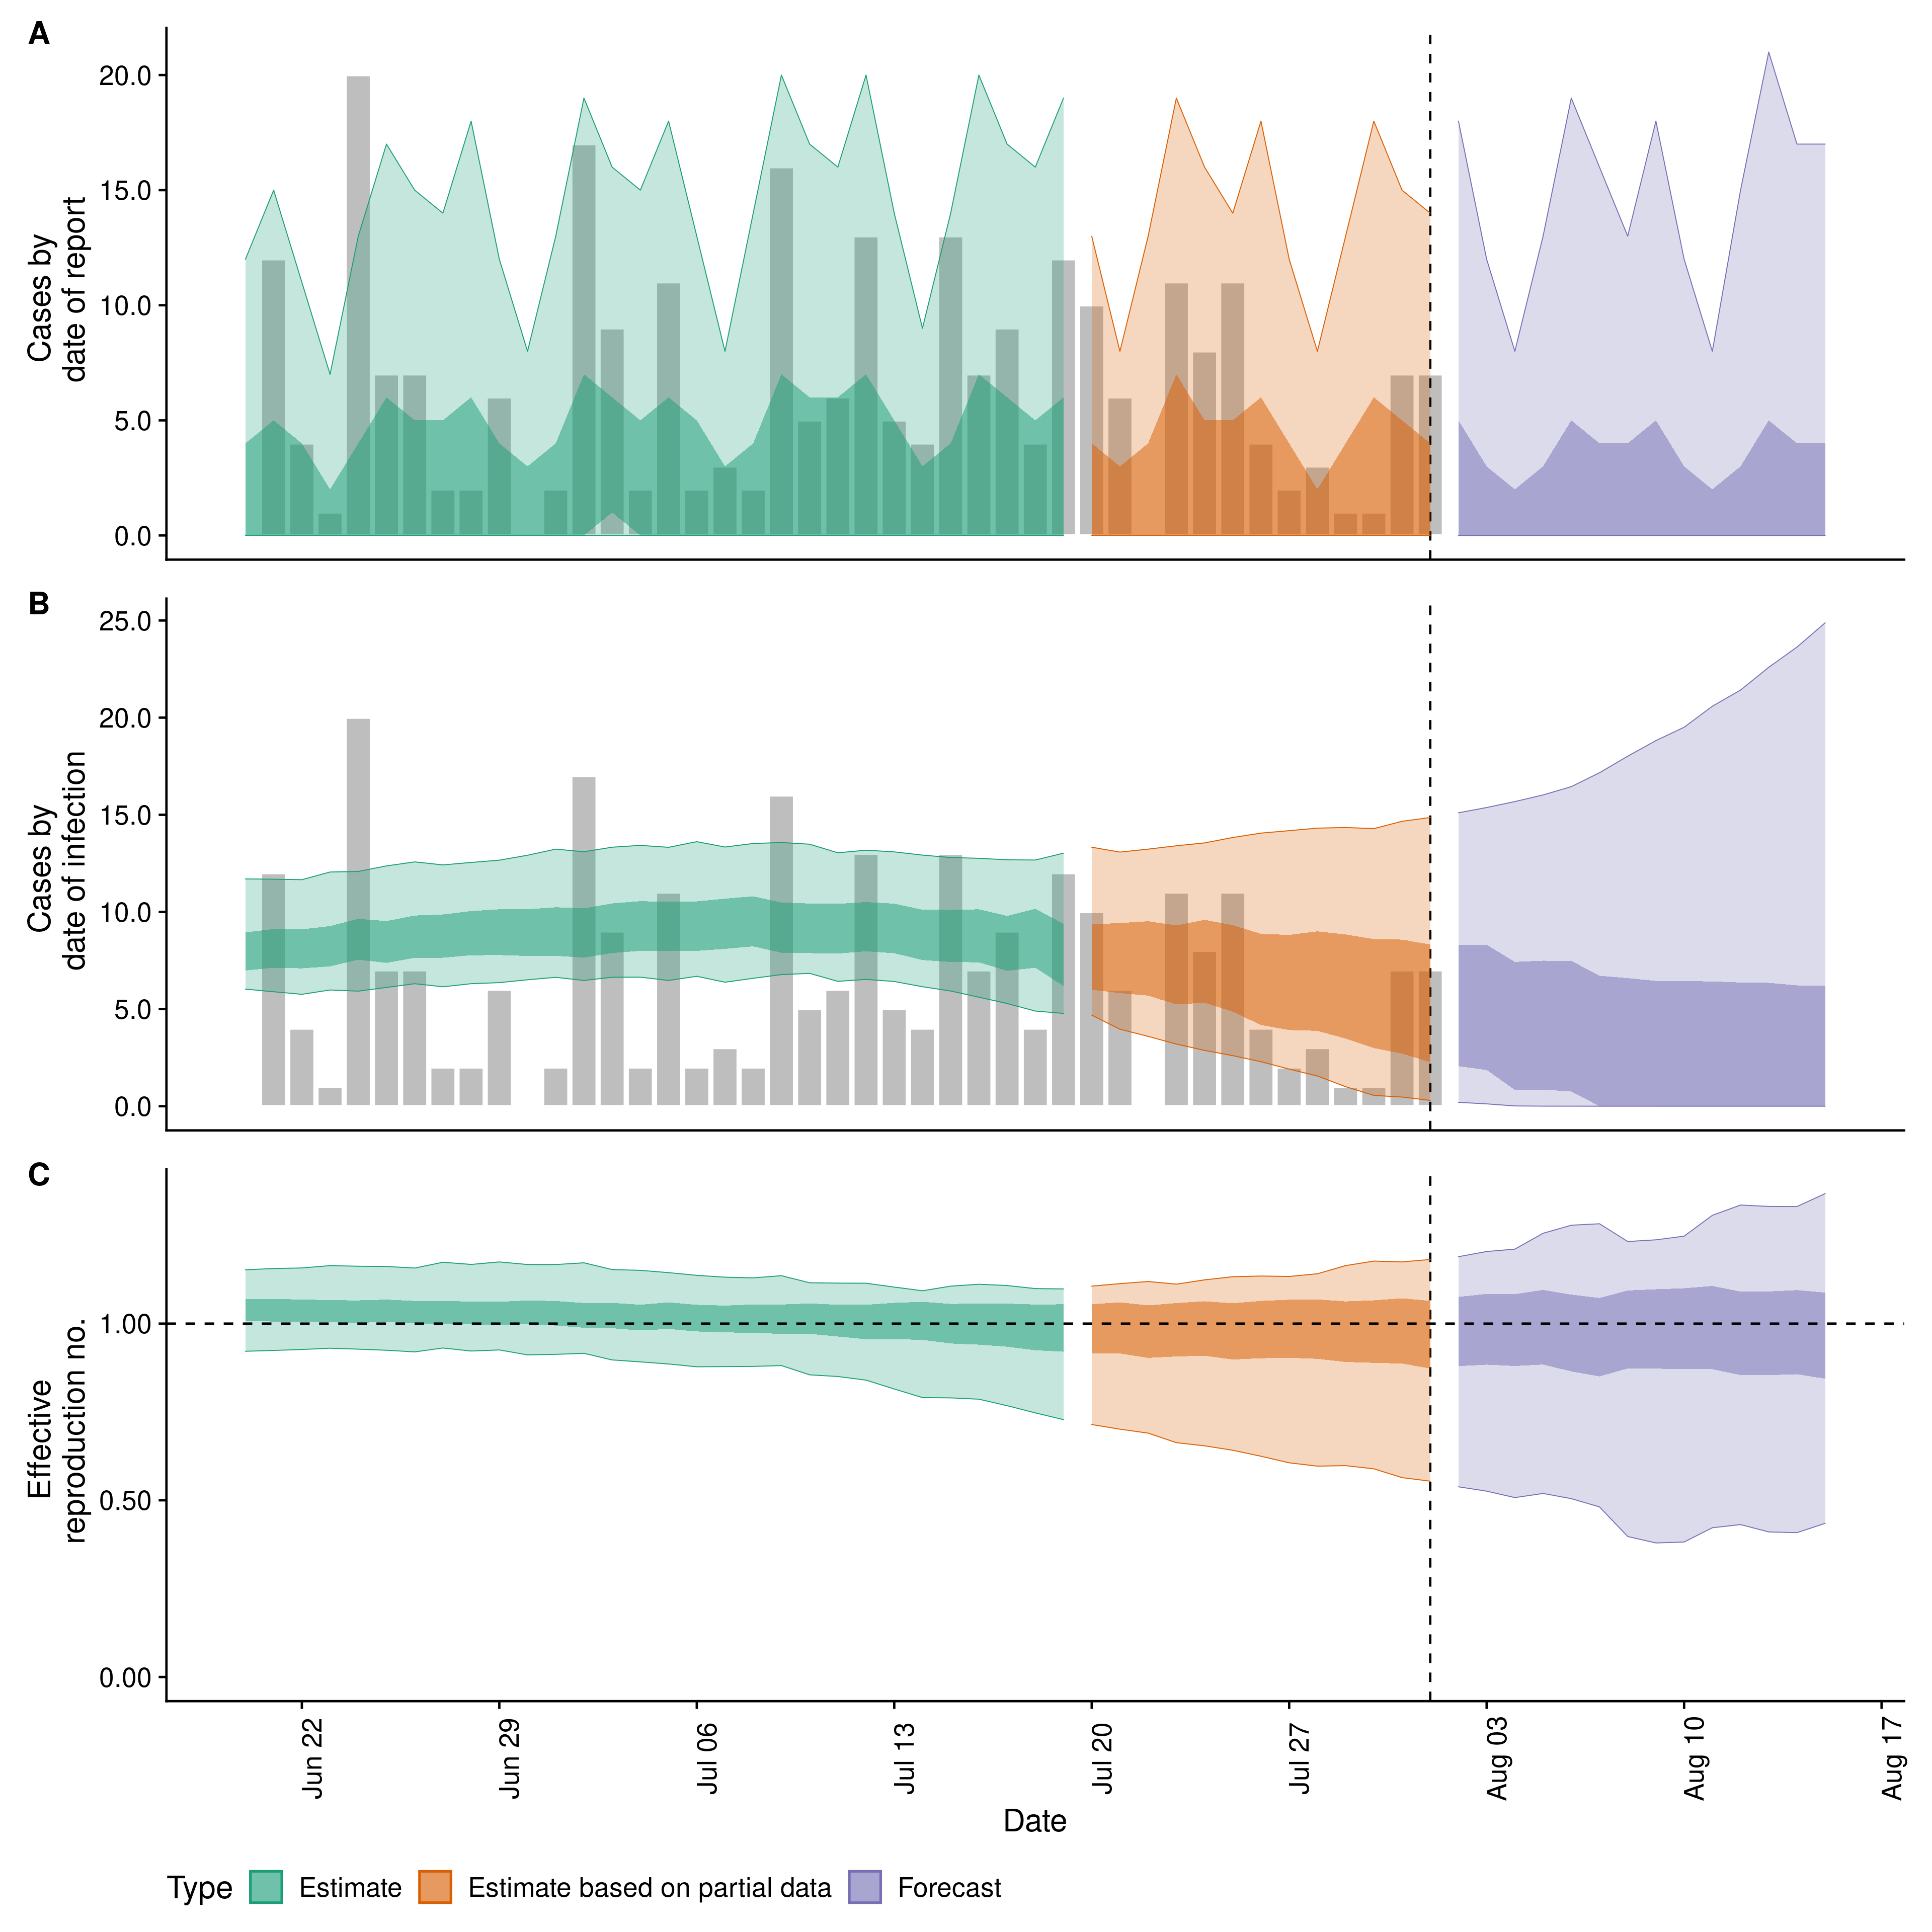 A
Cases by
date of report
20.0
15.0
10.0
5.0
0.0
B
Cases by
date of infection
25.0
20.0
15.0
10.0
5.0
0.0
C
Effective
reproduction no.
1.00
0.50
0.00
Jun 22
Jun 29
Jul 06
Jul 13
Jul 20
Jul 27
Aug 03
Aug 10
Aug 17
Date
Type Estimate Estimate based on partial data Forecast